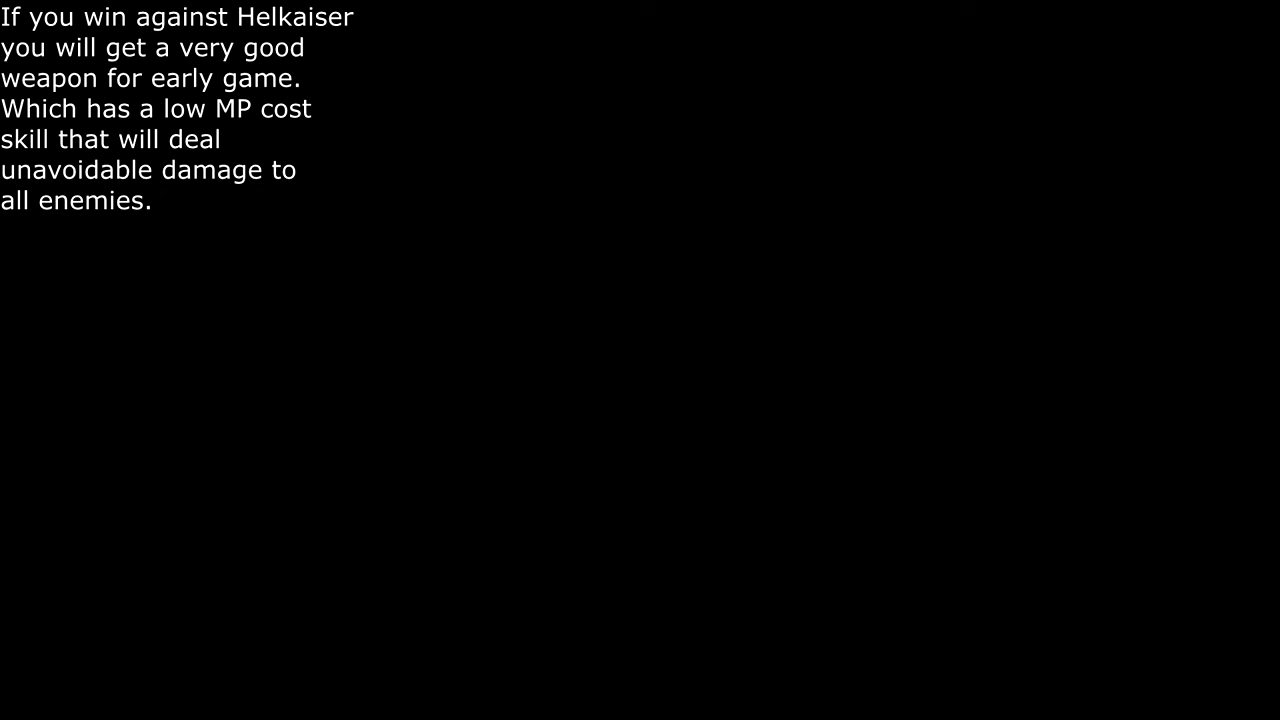 If you win against Helkaiser
you will get a very good
weapon for early game.
Which has a low MP cost
skill that will deal
unavoidable damage to
all enemies.